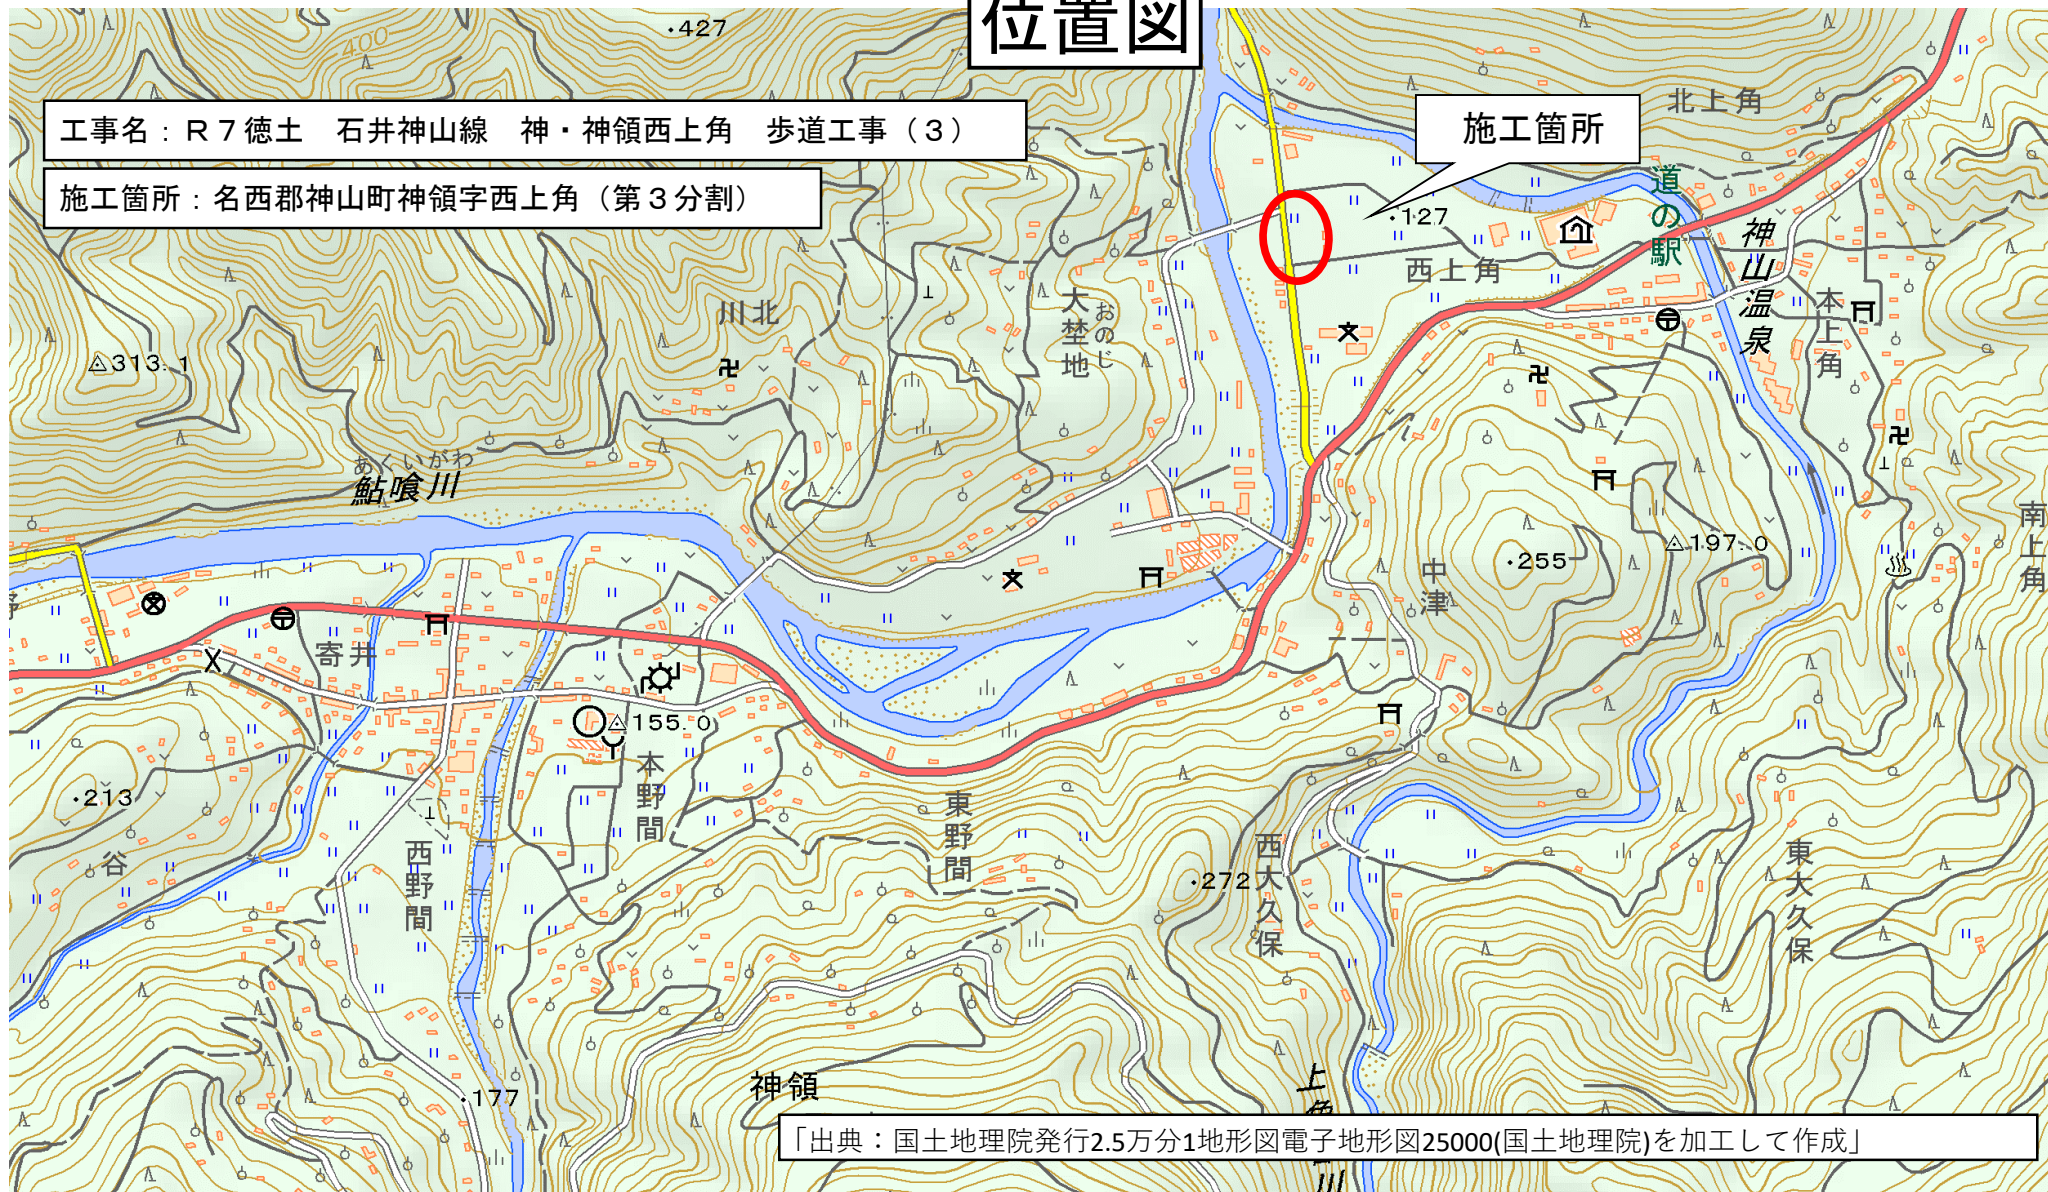 位置図
・427
400
工事名：Ｒ７徳土　石井神山線　神・神領西上角　歩道工事（３）
施工箇所：名西郡神山町神領字西上角（第３分割）
施工箇所
北上角
道の駅
・127
西上角
神山温泉
本上角
川北
大埜地
おのじ
313.1
あくいがわ
鮎喰川
南上角
197.0
・255
中津
野
寄井
155.0
本野間
・213
谷
西野間
東野間
・272
西大久保
東大久保
・177
神領
上角
川
「出典：国土地理院発行2.5万分1地形図電子地形図25000(国土地理院)を加工して作成」